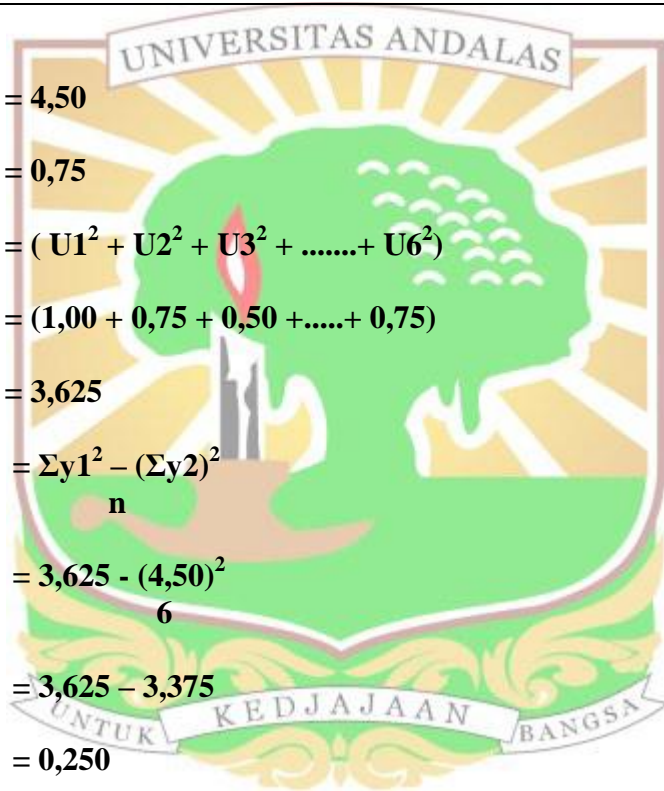 UNIVERSITAS ANDALAS
= 4,50
= 0,75
= ( U1² + U2² + U3² + .......+ U6²)
= (1,00 + 0,75 + 0,50 +.....+ 0,75)
= 3,625
= Σy1² – (Σy2)²
n
= 3,625 - (4,50)²
6
= 3,625 – 3,375
UNTUK KEDJAJAAN BANGSA
= 0,250